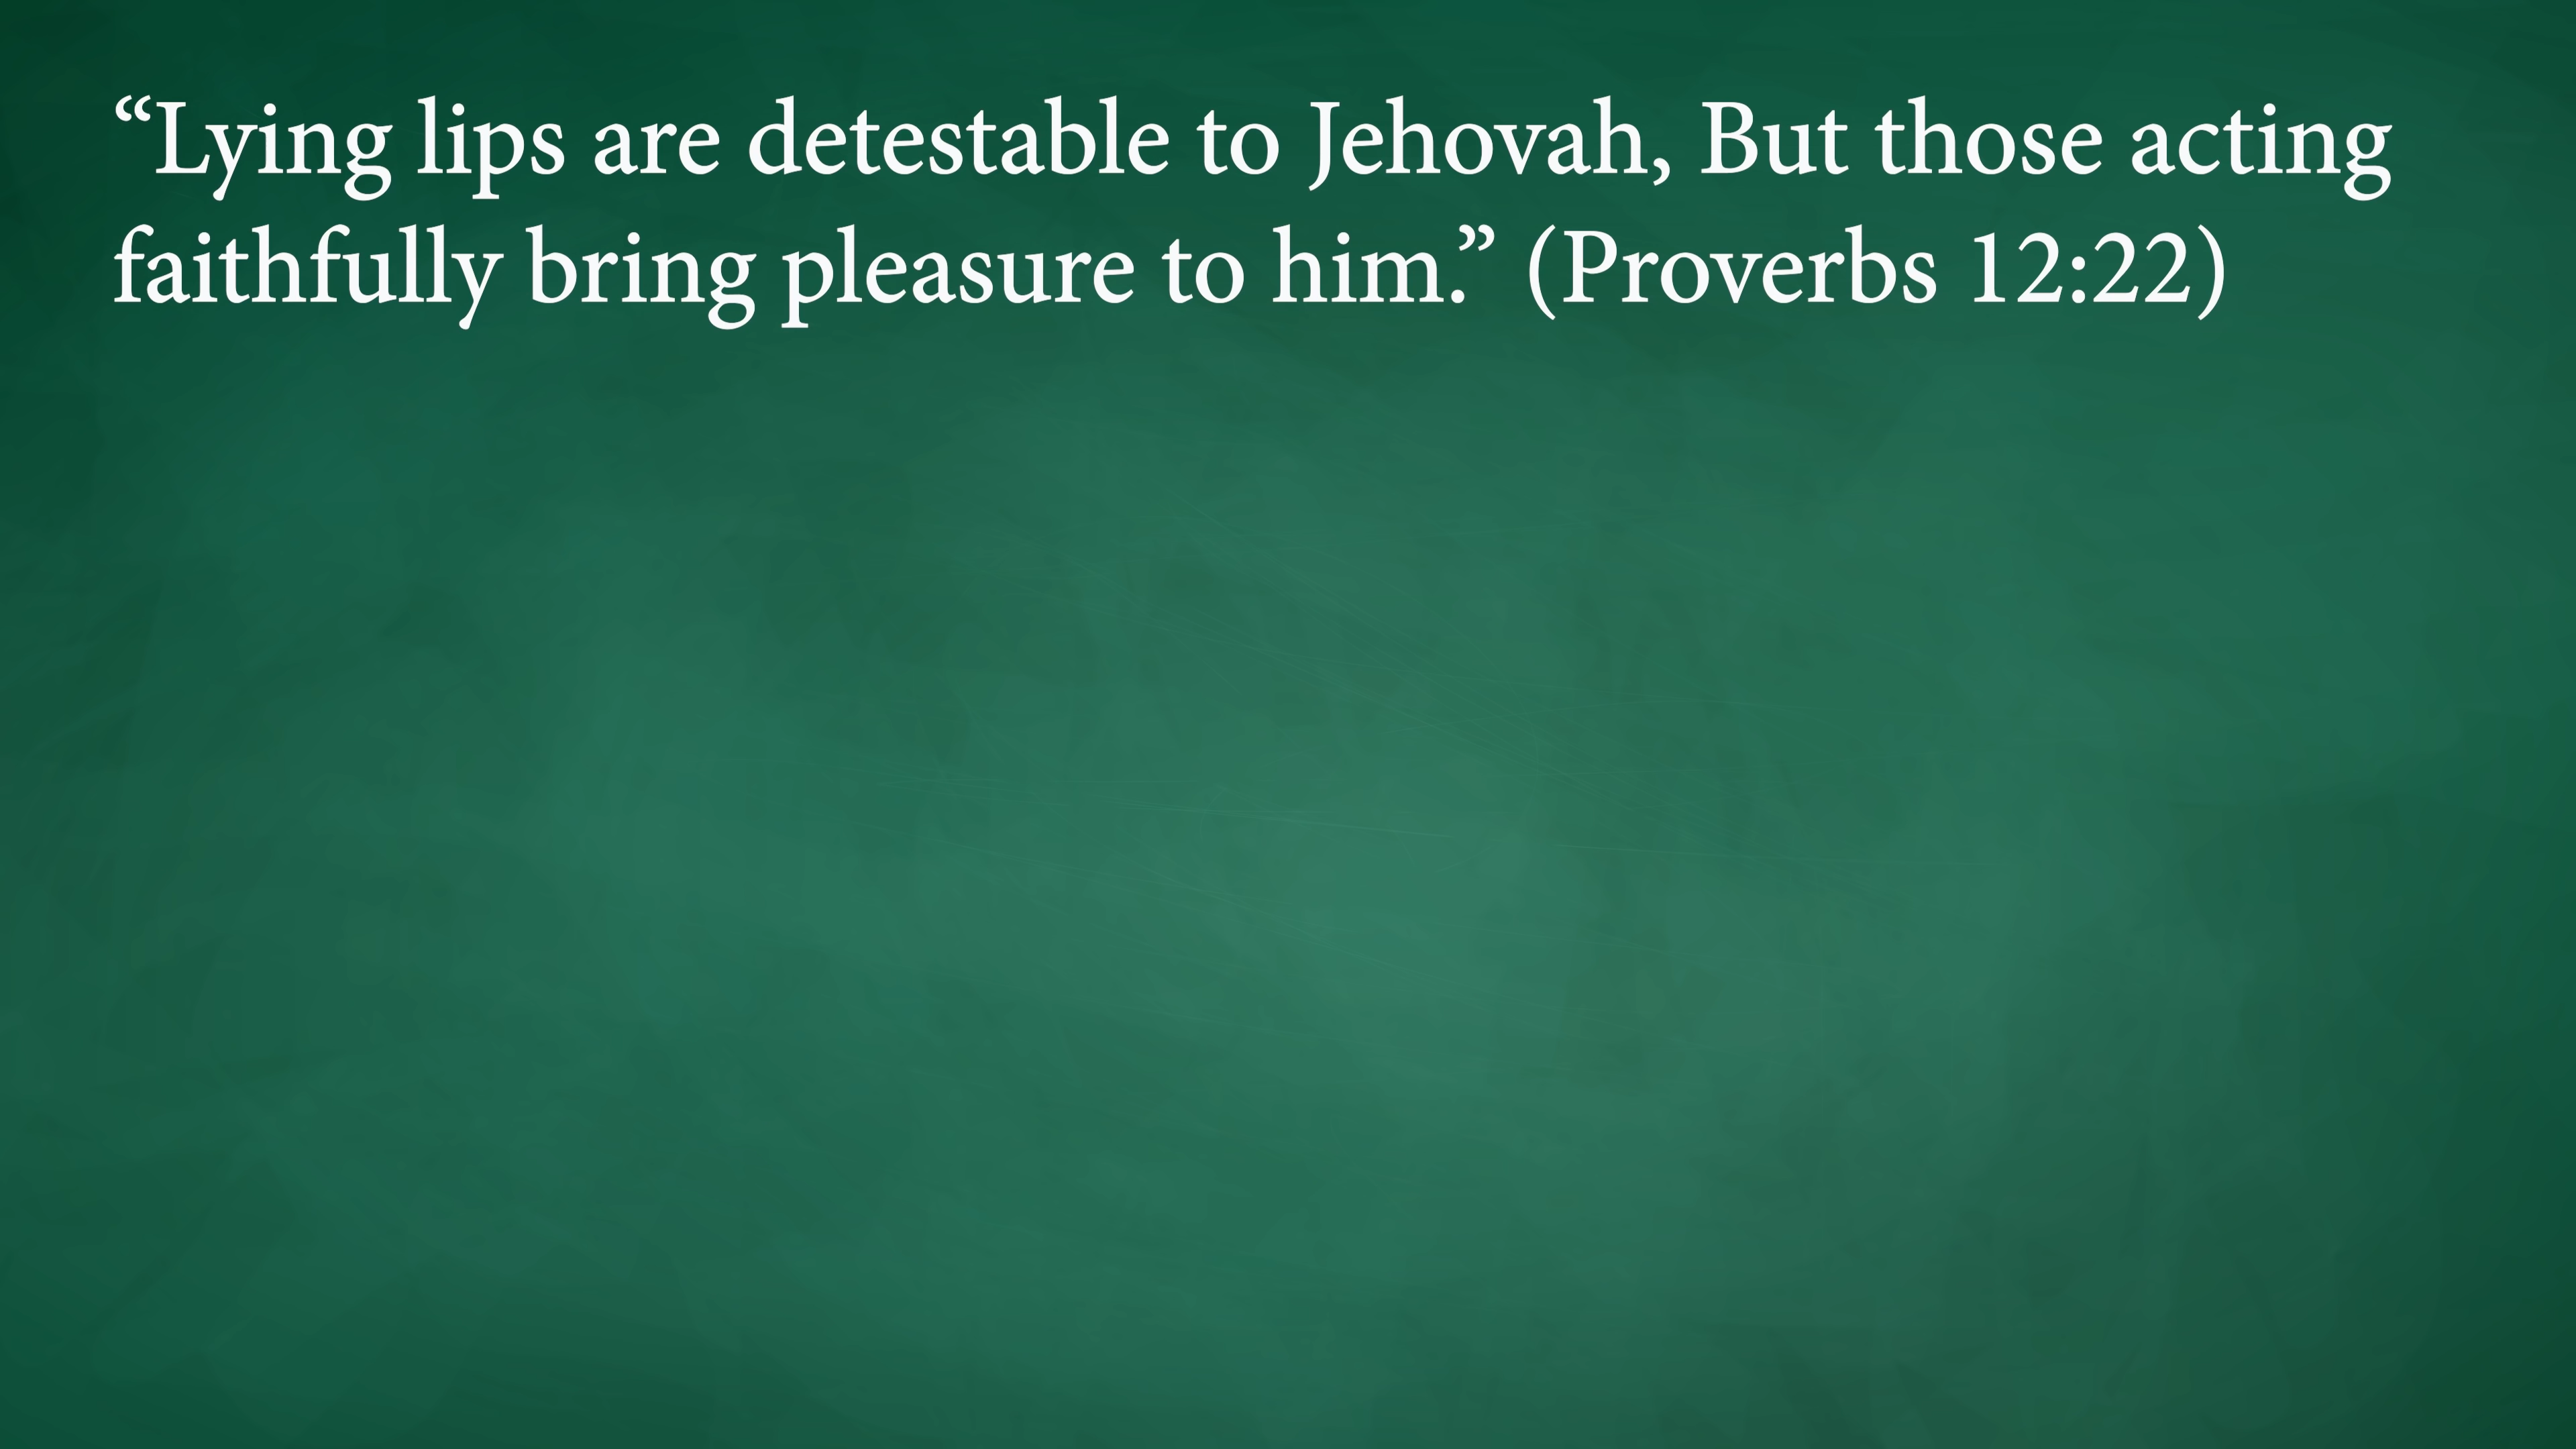 “Lying lips are detestable to Jehovah, But those acting
faithfully bring pleasure to him.” (Proverbs 12:22)